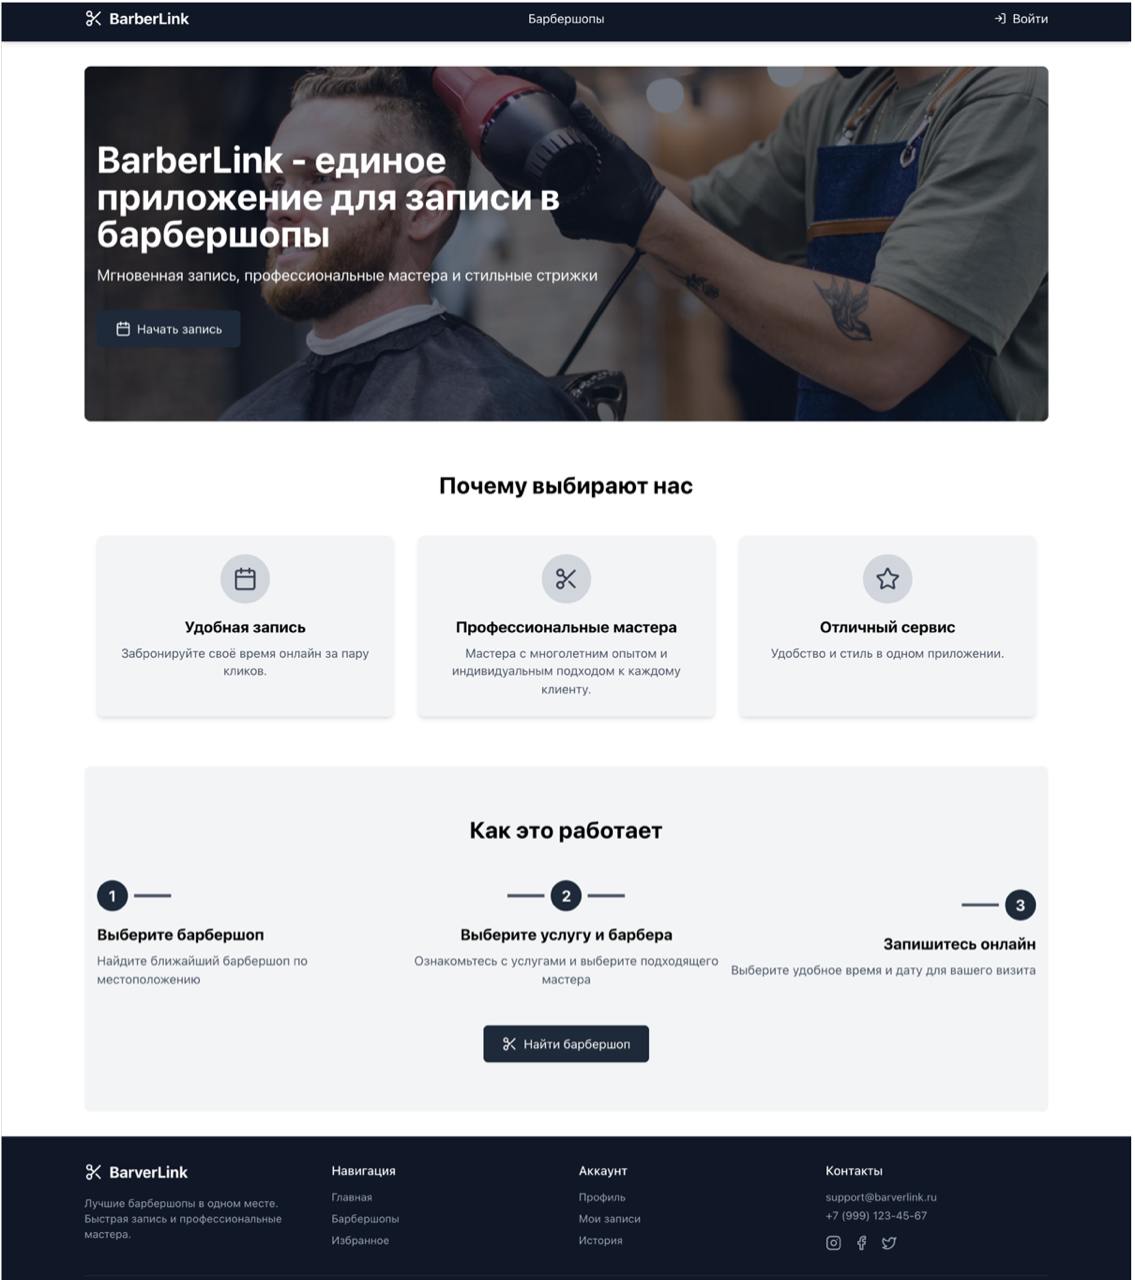 BarberLink
Барбершопы
Войти
BarberLink - единое
приложение для записи в
барбершопы
Мгновенная запись, профессиональные мастера и стильные стрижки
Начать запись
Почему выбирают нас
Удобная запись
Забронируйте своё время онлайн за пару
кликов.
Профессиональные мастера
Мастера с многолетним опытом и
индивидуальным подходом к каждому
клиенту.
Отличный сервис
Удобство и стиль в одном приложении.
Как это работает
1
Выберите барбершоп
Найдите ближайший барбершоп по
местоположению
2
Выберите услугу и барбера
Ознакомьтесь с услугами и выберите подходящего
мастера
3
Запишитесь онлайн
Выберите удобное время и дату для вашего визита
Найти барбершоп
BarverLink
Лучшие барбершопы в одном месте.
Быстрая запись и профессиональные
мастера.
Навигация
Главная
Барбершопы
Избранное
Аккаунт
Профиль
Мои записи
История
Контакты
support@barverlink.ru
+7 (999) 123-45-67